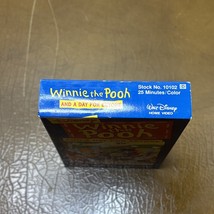 Winnie the Pooh
AND A DAY FOR EEYORE
Stock No. 10102
25 Minutes: Color
Walt Disney
HOME VIDEO